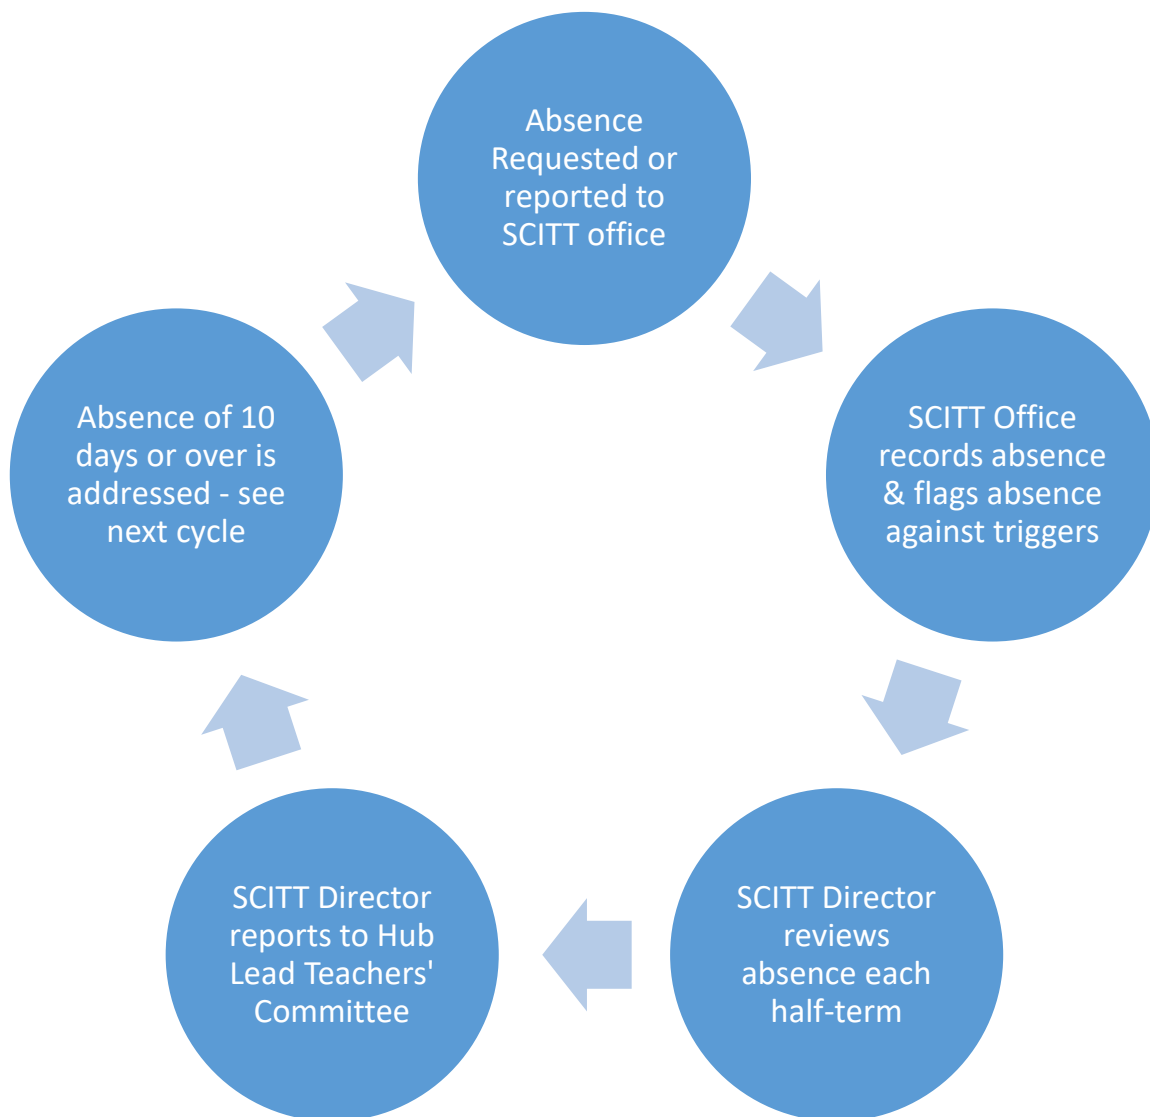 Absence
Requested or
reported to
SCITT office
SCITT Office
records absence
& flags absence
against triggers
SCITT Director
reviews
absence each
half-term
SCITT Director
reports to Hub
Lead Teachers'
Committee
Absence of 10
days or over is
addressed - see
next cycle